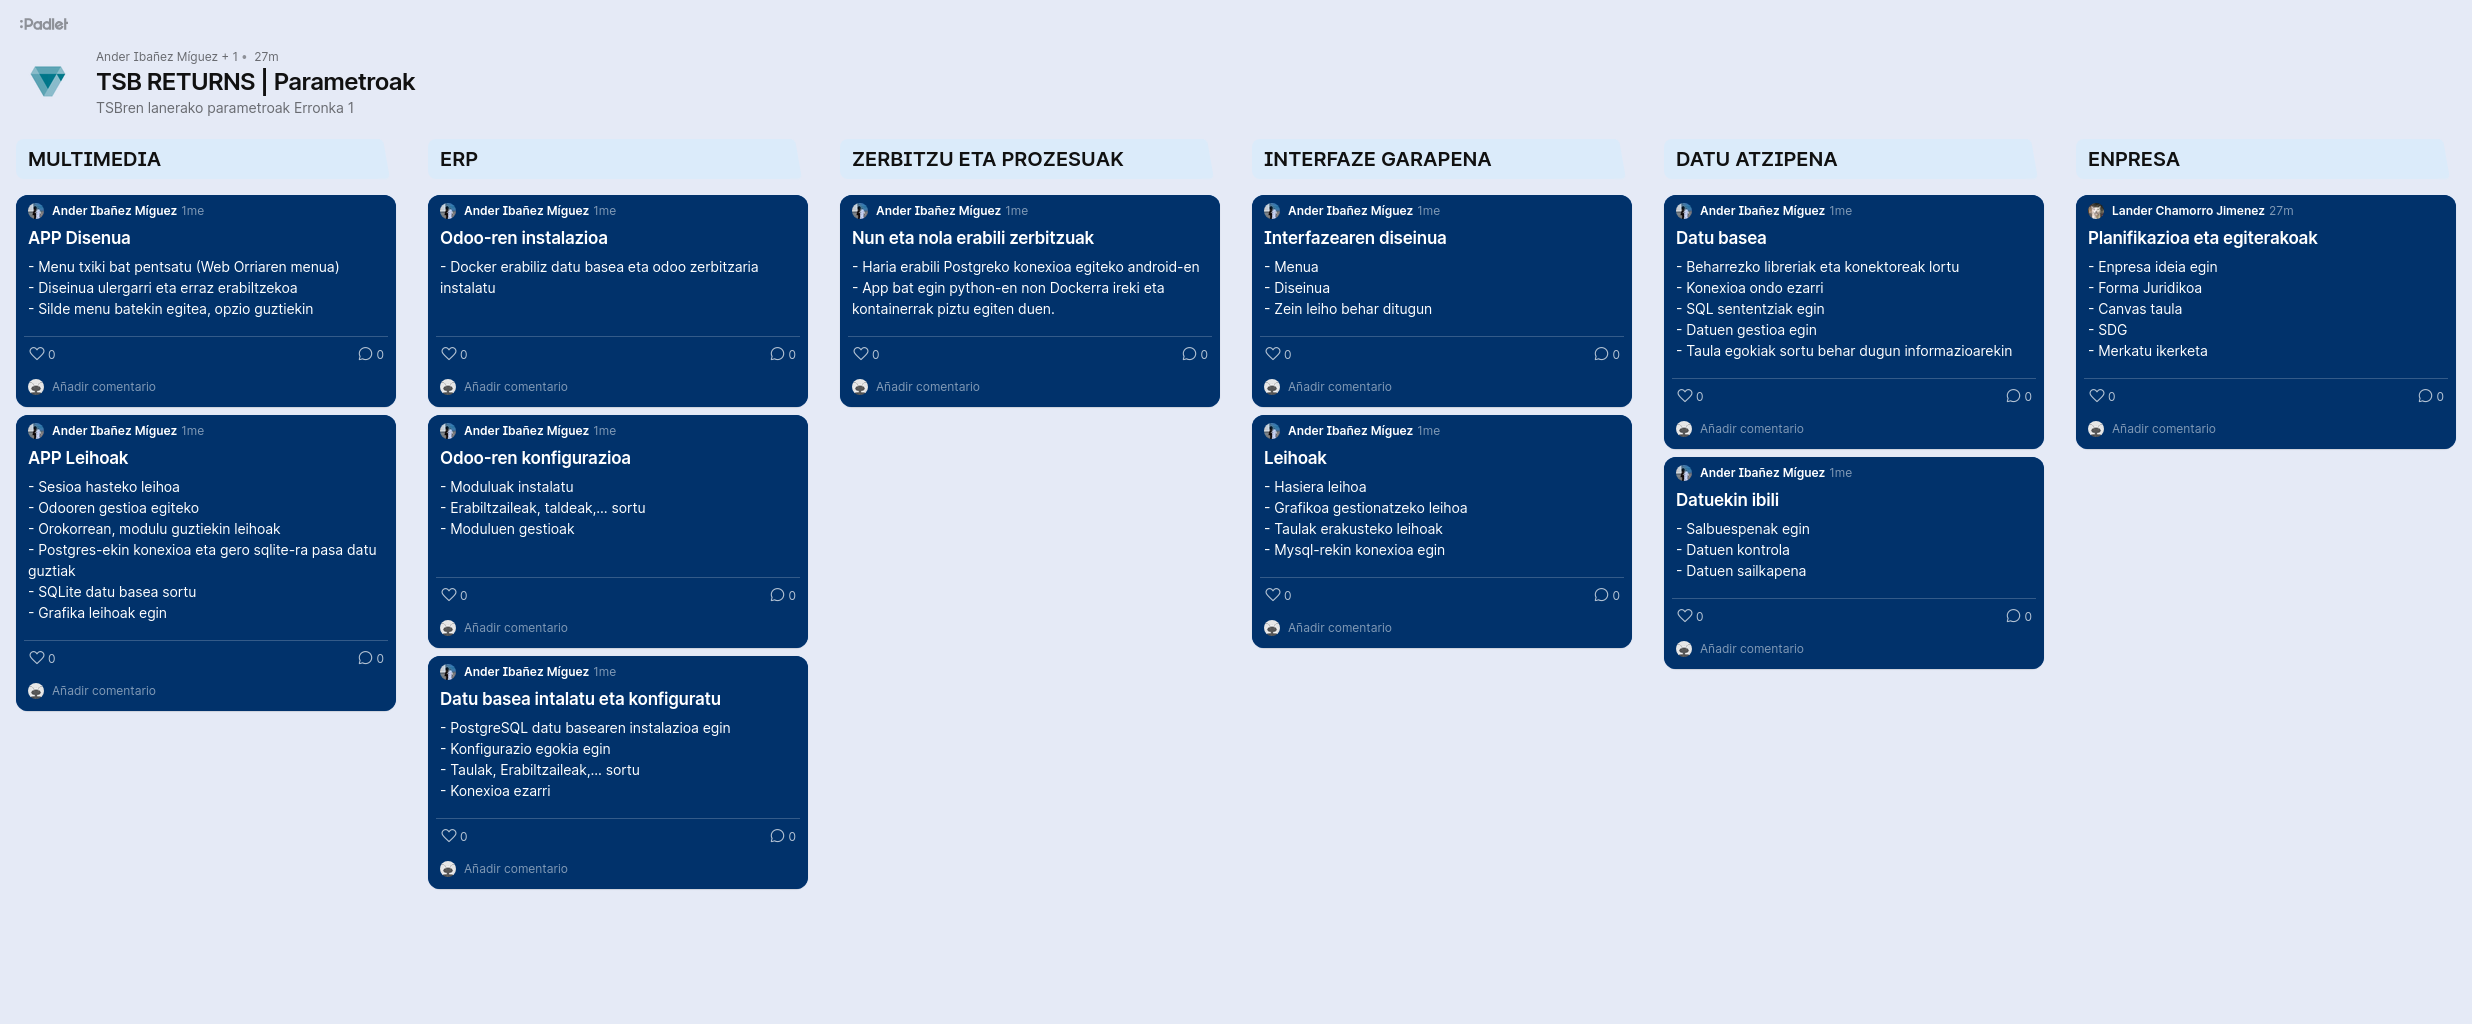 :Padlet
Ander Ibañez Míguez + 1 • 27m
TSB RETURNS | Parametroak
TSBren lanerako parametroak Erronka 1
MULTIMEDIA
Ander Ibañez Míguez 1me
APP Disenua
- Menu txiki bat pentsatu (Web Orriaren menua)
- Diseinua ulergarri eta erraz erabiltzekoa
- Silde menu batekin egitea, opzio guztiekin
0 0
Añadir comentario
Ander Ibañez Míguez 1me
APP Leihoak
- Sesioa hasteko leihoa
- Odooren gestioa egiteko
- Orokorrean, modulu guztiekin leihoak
- Postgres-ekin konexioa eta gero sqlite-ra pasa datu
guztiak
- SQLite datu basea sortu
- Grafika leihoak egin
0 0
Añadir comentario
ERP
Ander Ibañez Míguez 1me
Odoo-ren instalazioa
- Docker erabiliz datu basea eta odoo zerbitzaria
instalatu
0 0
Añadir comentario
Ander Ibañez Míguez 1me
Odoo-ren konfigurazioa
- Moduluak instalatu
- Erabiltzaileak, taldeak,... sortu
- Moduluen gestioak
0 0
Añadir comentario
Ander Ibañez Míguez 1me
Datu basea intalatu eta konfiguratu
- PostgreSQL datu basearen instalazioa egin
- Konfigurazio egokia egin
- Taulak, Erabiltzaileak,... sortu
- Konexioa ezarri
0 0
Añadir comentario
ZERBITZU ETA PROZESUAK
Ander Ibañez Míguez 1me
Nun eta nola erabili zerbitzuak
- Haria erabili Postgreko konexioa egiteko android-en
- App bat egin python-en non Dockerra ireki eta
kontainerrak piztu egiten duen.
0 0
Añadir comentario
INTERFAZE GARAPENA
Ander Ibañez Míguez 1me
Interfazearen diseinua
- Menua
- Diseinua
- Zein leiho behar ditugun
0 0
Añadir comentario
Ander Ibañez Míguez 1me
Leihoak
- Hasiera leihoa
- Grafikoa gestionatzeko leihoa
- Taulak erakusteko leihoak
- Mysql-rekin konexioa egin
0 0
Añadir comentario
DATU ATZIPENA
Ander Ibañez Míguez 1me
Datu basea
- Beharrezko libreriak eta konektoreak lortu
- Konexioa ondo ezarri
- SQL sententziak egin
- Datuen gestioa egin
- Taula egokiak sortu behar dugun informazioarekin
0 0
Añadir comentario
Ander Ibañez Míguez 1me
Datuekin ibili
- Salbuespenak egin
- Datuen kontrola
- Datuen sailkapena
0 0
Añadir comentario
ENPRESA
Lander Chamorro Jimenez 27m
Planifikazioa eta egiterakoak
- Enpresa ideia egin
- Forma Juridikoa
- Canvas taula
- SDG
- Merkatu ikerketa
0 0
Añadir comentario